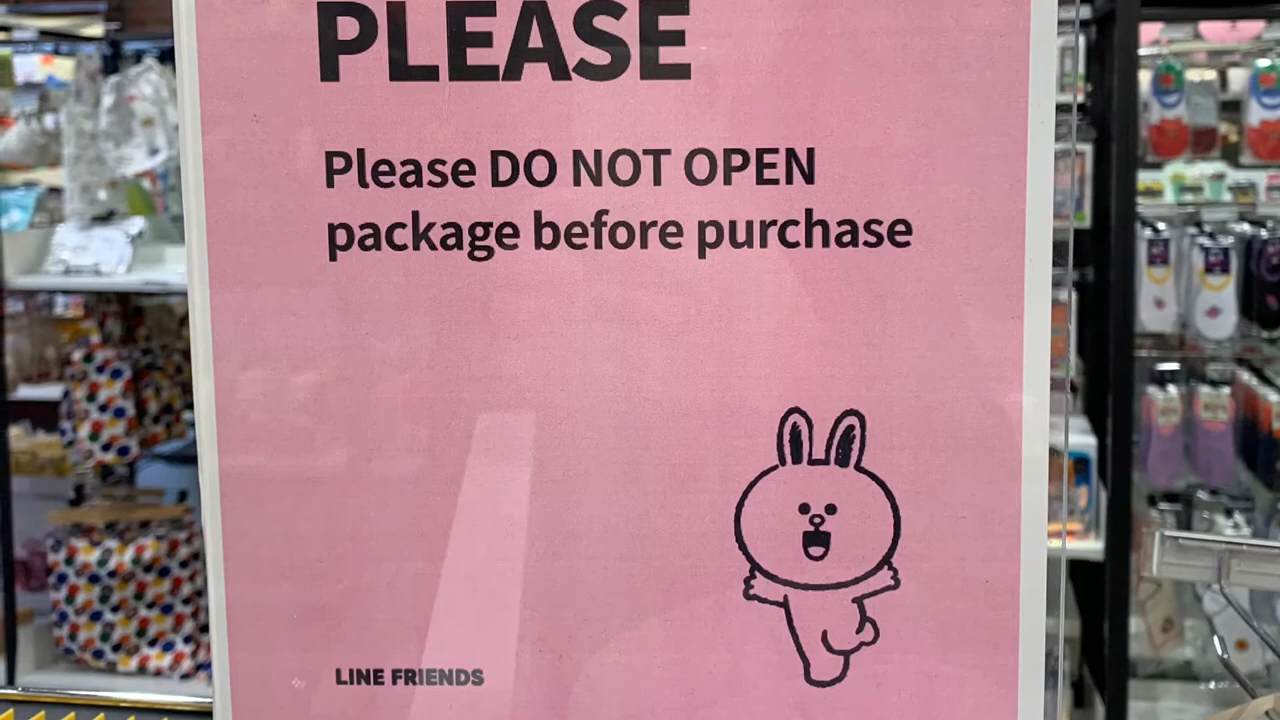 PLEASE
Please DO NOT OPEN
package before purchase
LINE FRIENDS